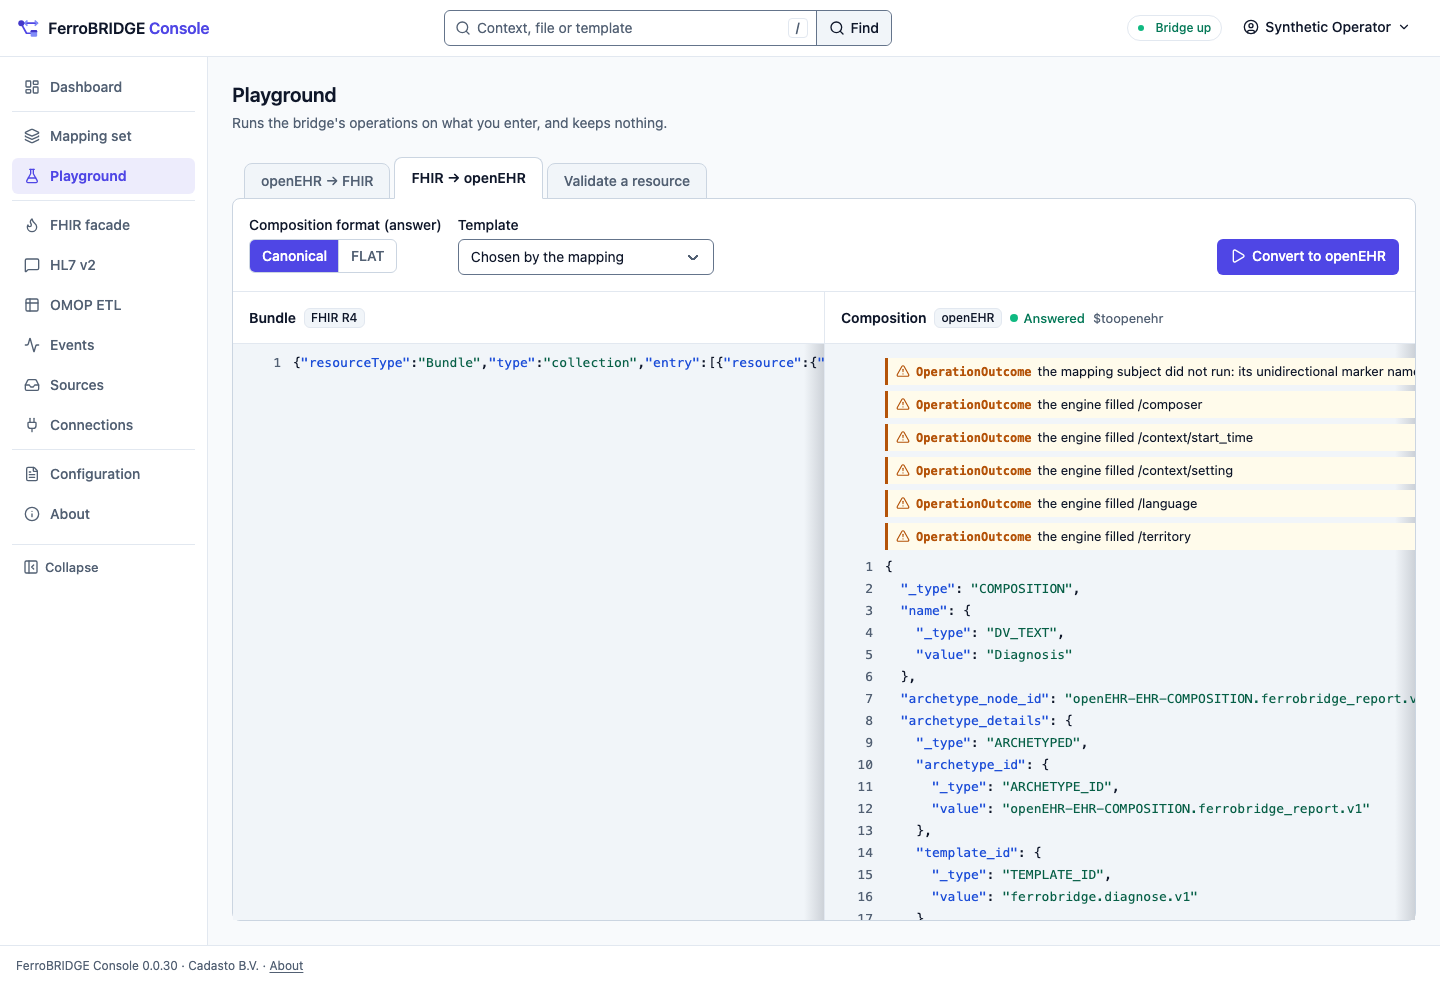 FerroBRIDGE Console
Context, file or template
/
Find
Bridge up
Synthetic Operator
Dashboard
Mapping set
Playground
FHIR facade
HL7 v2
OMOP ETL
Events
Sources
Connections
Configuration
About
Collapse
Playground
Runs the bridge's operations on what you enter, and keeps nothing.
openEHR → FHIR
FHIR → openEHR
Validate a resource
Composition format (answer)
Template
Canonical
FLAT
Chosen by the mapping
Convert to openEHR
Bundle FHIR R4
1 {"resourceType":"Bundle","type":"collection","entry":[{"resource":{"
Composition openEHR Answered $toopenehr
OperationOutcome the mapping subject did not run: its unidirectional marker name
OperationOutcome the engine filled /composer
OperationOutcome the engine filled /context/start_time
OperationOutcome the engine filled /context/setting
OperationOutcome the engine filled /language
OperationOutcome the engine filled /territory
1 {
2 "_type": "COMPOSITION",
3 "name": {
4 "_type": "DV_TEXT",
5 "value": "Diagnosis"
6 },
7 "archetype_node_id": "openEHR-EHR-COMPOSITION.ferrobridge_report.v
8 "archetype_details": {
9 "_type": "ARCHETYPED",
10 "archetype_id": {
11 "_type": "ARCHETYPE_ID",
12 "value": "openEHR-EHR-COMPOSITION.ferrobridge_report.v1"
13 },
14 "template_id": {
15 "_type": "TEMPLATE_ID",
16 "value": "ferrobridge.diagnose.v1"
17 }
FerroBRIDGE Console 0.0.30 · Cadasto B.V. · About